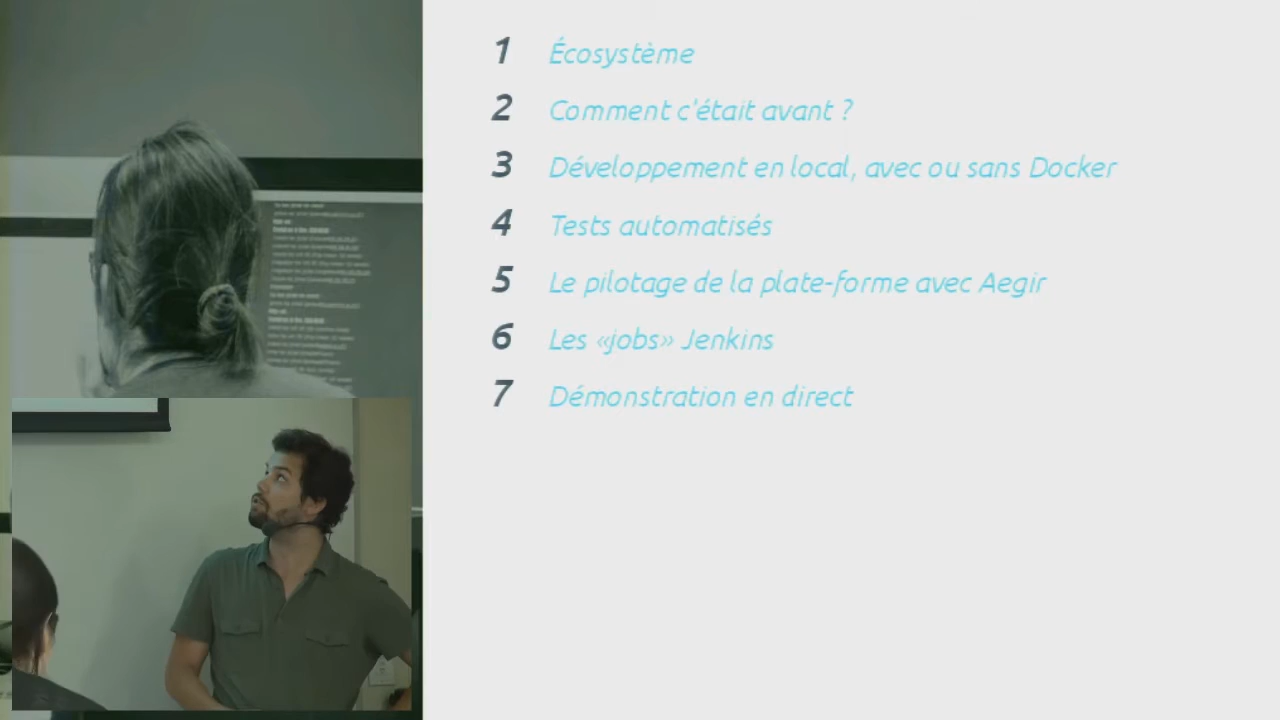 1 Écosystème
2 Comment c'était avant ?
3 Développement en local, avec ou sans Docker
4 Tests automatisés
5 Le pilotage de la plate-forme avec Aegir
6 Les «jobs» Jenkins
7 Démonstration en direct